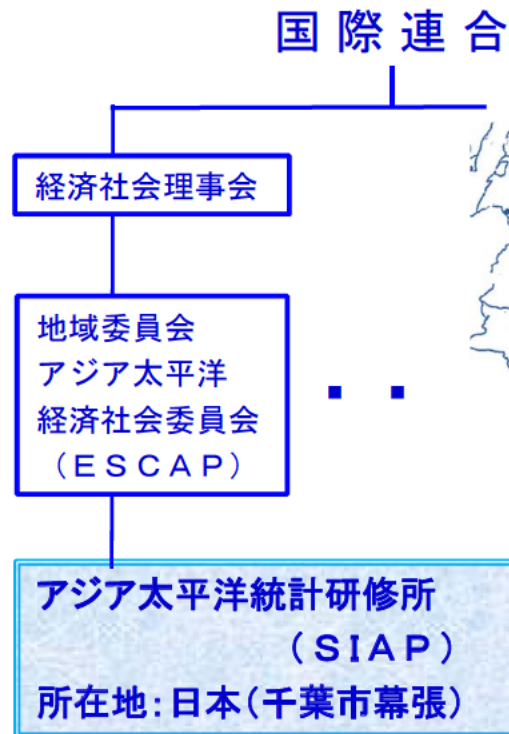 国際連合
経済社会理事会
地域委員会
アジア太平洋
経済社会委員会
（ＥＳＣＡＰ）
アジア太平洋統計研修所
（ＳＩＡＰ）
所在地：日本（千葉市幕張）